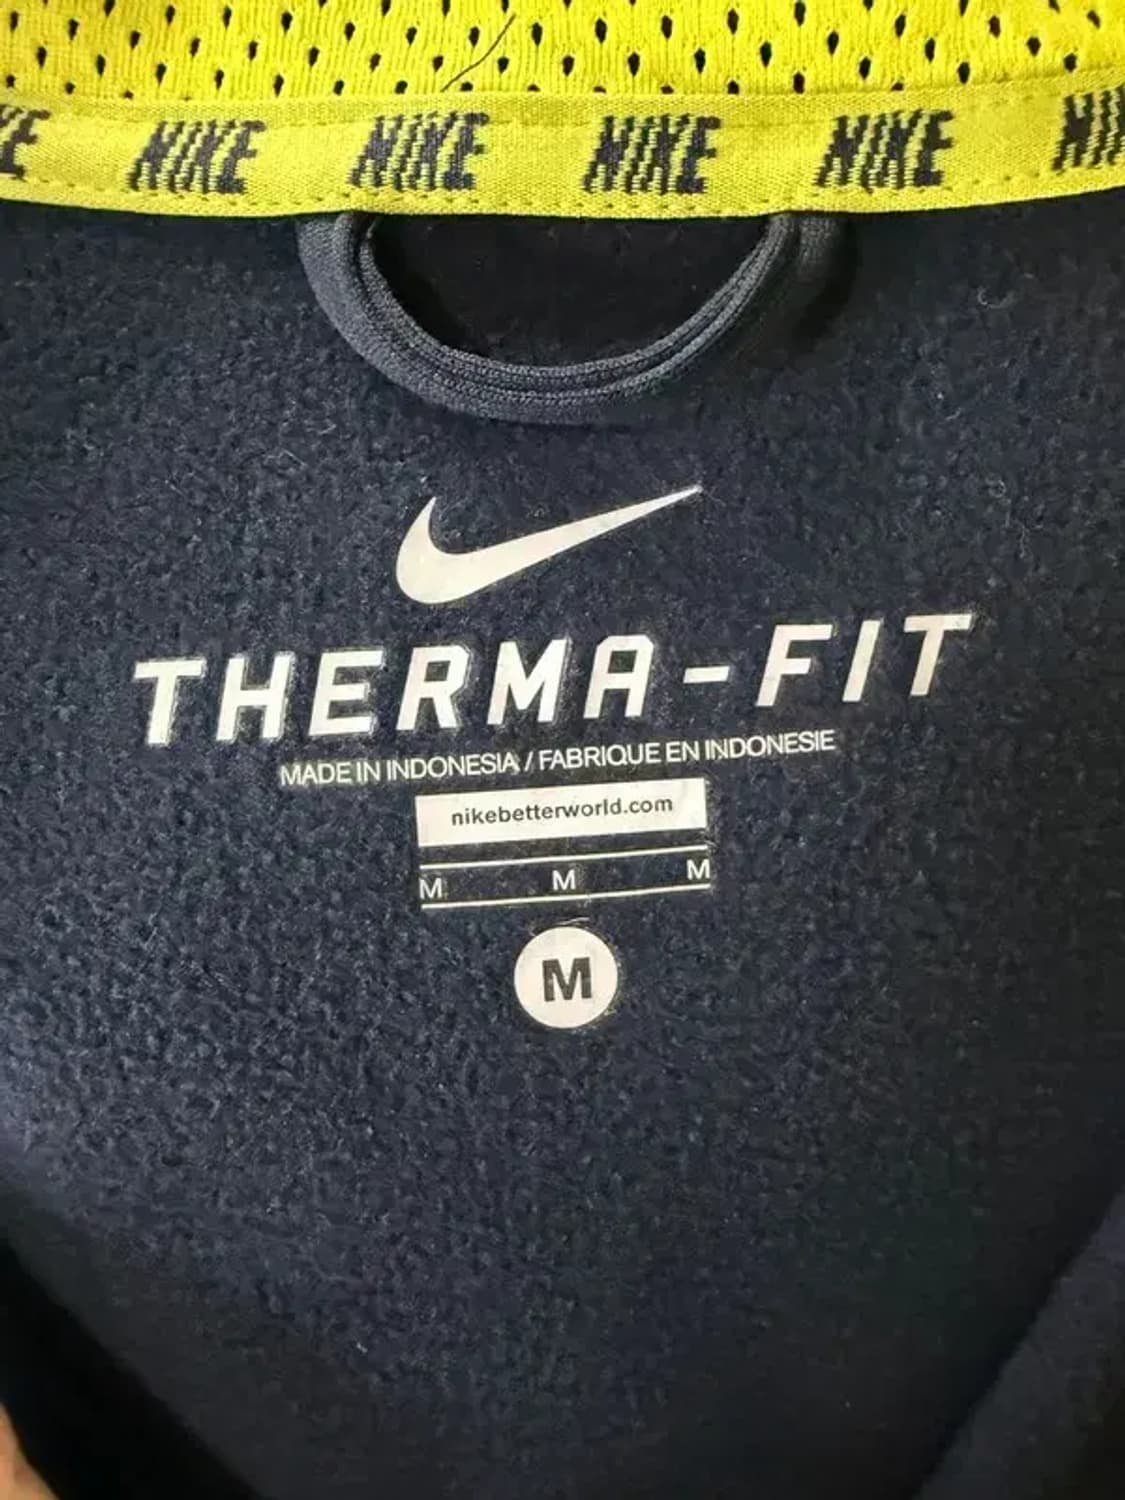 NIKE NIKE NIKE NIKE
THERMA-FIT
MADE IN INDONESIA / FABRIQUE EN INDONESIE
nikebetterworld.com
M M M
M